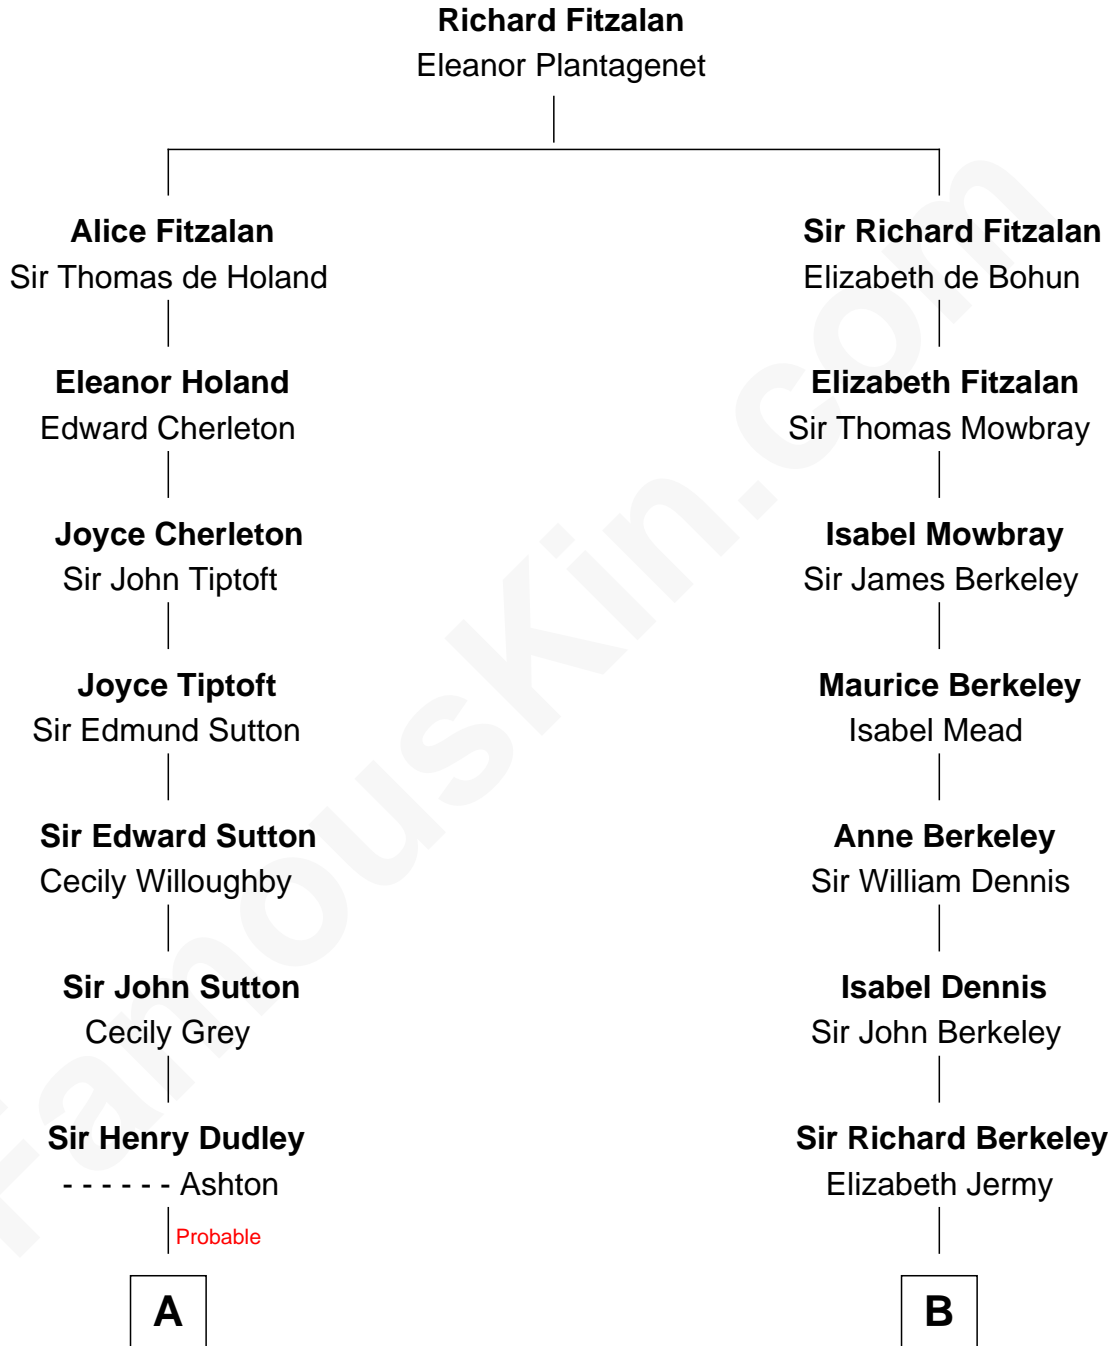 Richard Fitzalan
Eleanor Plantagenet
Alice Fitzalan
Sir Thomas de Holand
Sir Richard Fitzalan
Elizabeth de Bohun
Eleanor Holand
Edward Cherleton
Elizabeth Fitzalan
Sir Thomas Mowbray
Joyce Cherleton
Sir John Tiptoft
Isabel Mowbray
Sir James Berkeley
Joyce Tiptoft
Sir Edmund Sutton
Maurice Berkeley
Isabel Mead
Sir Edward Sutton
Cecily Willoughby
Anne Berkeley
Sir William Dennis
Sir John Sutton
Cecily Grey
Isabel Dennis
Sir John Berkeley
Sir Henry Dudley
- - - - - - Ashton
Probable
Sir Richard Berkeley
Elizabeth Jermy
A
B
FamousKin.com